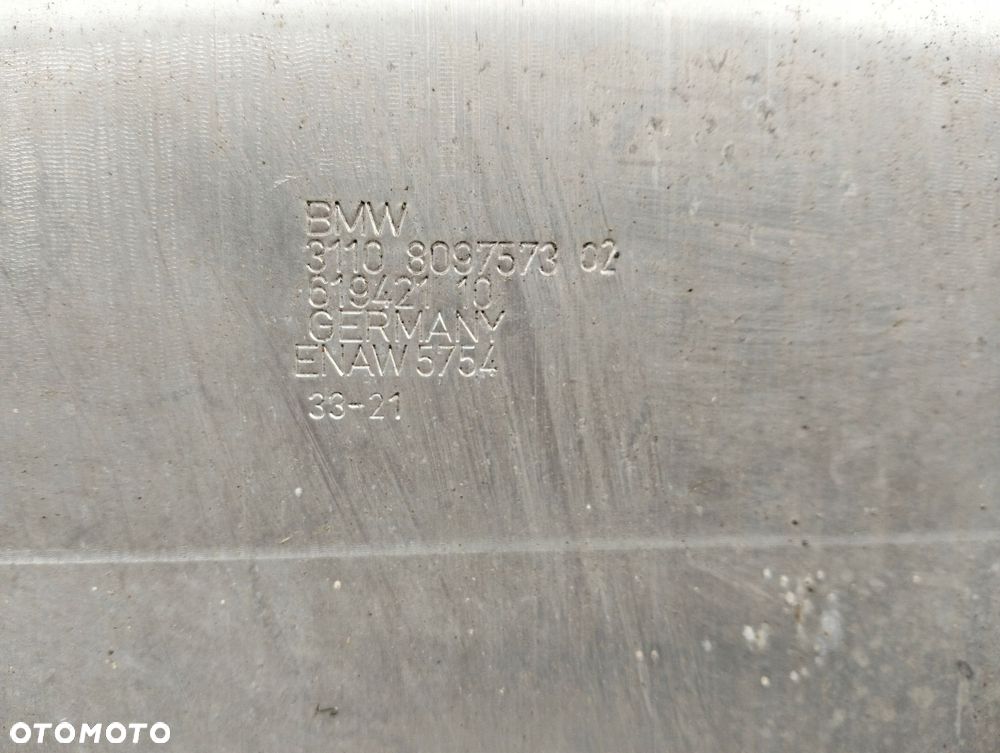 BMW
3110 8097573 02
619421 10
GERMANY
ENAW 5754
33-21
OTOMOTO